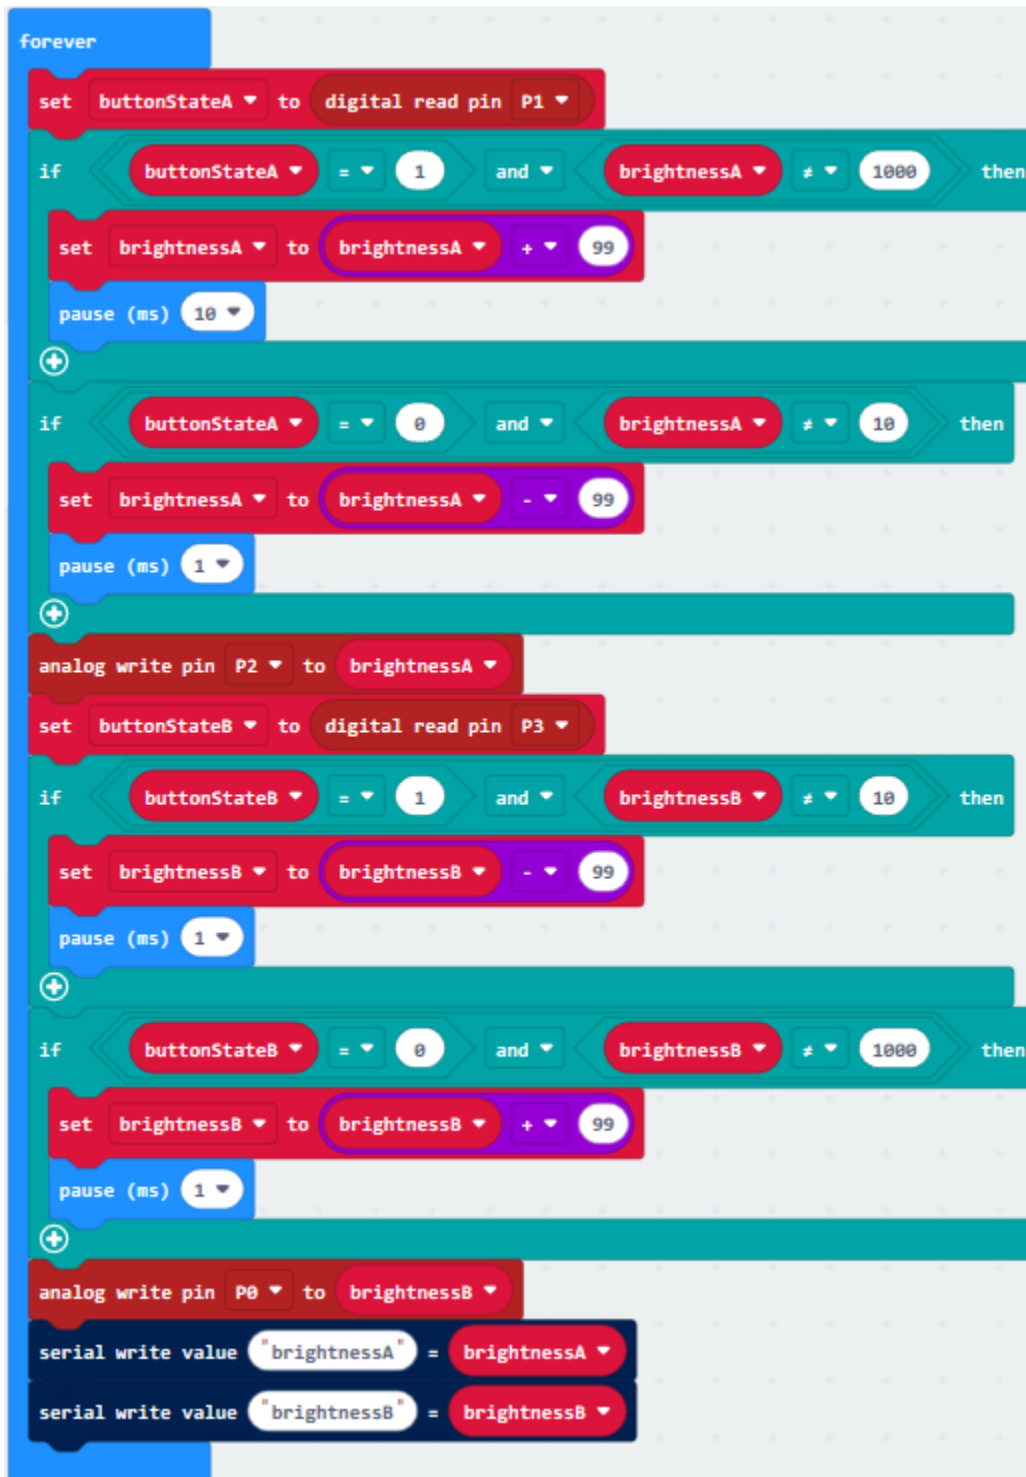 forever
set buttonStateA to digital read pin P1
if buttonStateA = 1 and brightnessA ≠ 1000 then
set brightnessA to brightnessA + 99
pause (ms) 10
if buttonStateA = 0 and brightnessA ≠ 10 then
set brightnessA to brightnessA - 99
pause (ms) 1
analog write pin P2 to brightnessA
set buttonStateB to digital read pin P3
if buttonStateB = 1 and brightnessB ≠ 10 then
set brightnessB to brightnessB - 99
pause (ms) 1
if buttonStateB = 0 and brightnessB ≠ 1000 then
set brightnessB to brightnessB + 99
pause (ms) 1
analog write pin P0 to brightnessB
serial write value "brightnessA" = brightnessA
serial write value "brightnessB" = brightnessB